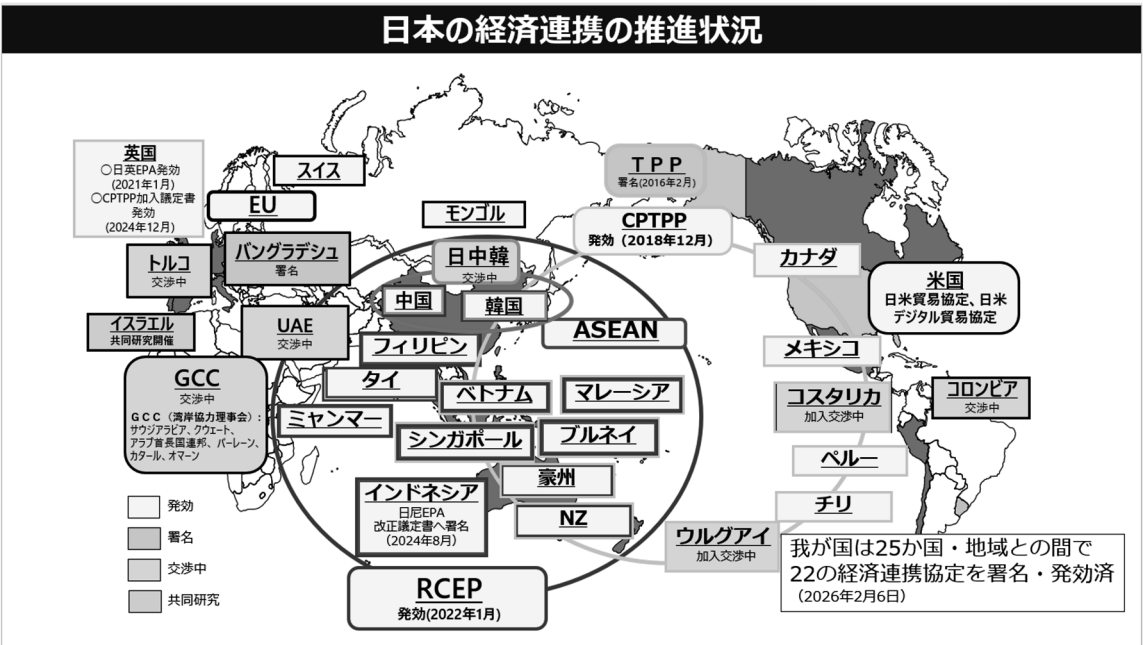 日本の経済連携の推進状況
英国
〇日英EPA発効
(2021年1月)
〇CPTPP加入議定書
発効
(2024年12月)
スイス
EU
モンゴル
TPP
署名(2016年2月)
CPTPP
発効（2018年12月）
カナダ
トルコ
交渉中
バングラデシュ
署名
日中韓
交渉中
中国
韓国
米国
日米貿易協定、日米
デジタル貿易協定
イスラエル
共同研究開催
UAE
交渉中
ASEAN
フィリピン
メキシコ
GCC
交渉中
ＧＣＣ（湾岸協力理事会）:
サウジアラビア、クウェート、
アラブ首長国連邦、バーレーン、
カタール、オマーン
タイ
ベトナム
マレーシア
コスタリカ
加入交渉中
コロンビア
交渉中
ミャンマー
シンガポール
ブルネイ
ペルー
豪州
インドネシア
日尼EPA
改正議定書へ署名
(2024年8月)
NZ
チリ
ウルグアイ
加入交渉中
発効
署名
交渉中
共同研究
RCEP
発効(2022年1月)
我が国は25か国・地域との間で
22の経済連携協定を署名・発効済
（2026年2月6日）